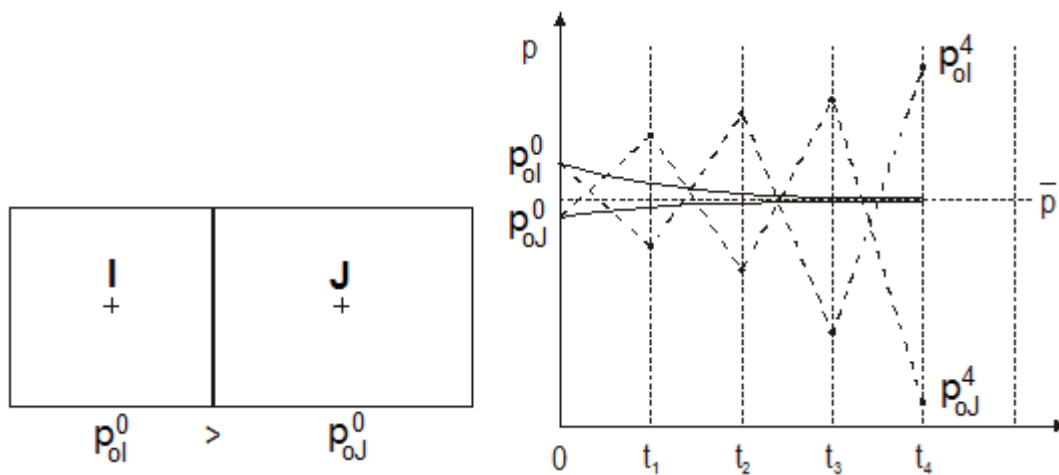 I J
p⁰oI > p⁰oJ
p
p⁴oI
p⁰oI
p̅
p⁰oJ
p⁴oJ
0 t₁ t₂ t₃ t₄